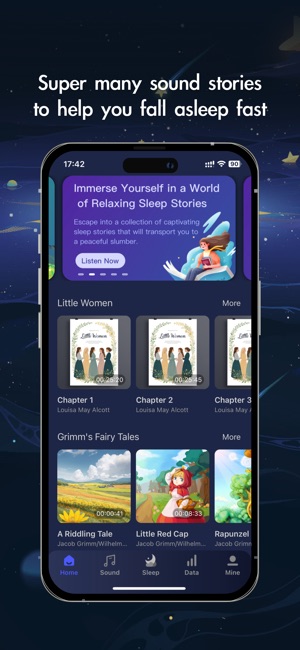 Super many sound stories
to help you fall asleep fast
17:42
90
Immerse Yourself in a World
of Relaxing Sleep Stories
Escape into a collection of captivating
sleep stories that will transport you to
a peaceful slumber.
Listen Now
Little Women
More
Little Women
Little Women
00:25:20
00:25:45
Chapter 1
Chapter 2
Chapter 3
Louisa May Alcott
Louisa May Alcott
Louisa May
Grimm's Fairy Tales
More
00:00:41
00:08:33
A Riddling Tale
Little Red Cap
Rapunzel
Jacob Grimm/Wilhelm...
Jacob Grimm/Wilhelm...
Jacob Grim
Home
Sound
Sleep
Data
Mine